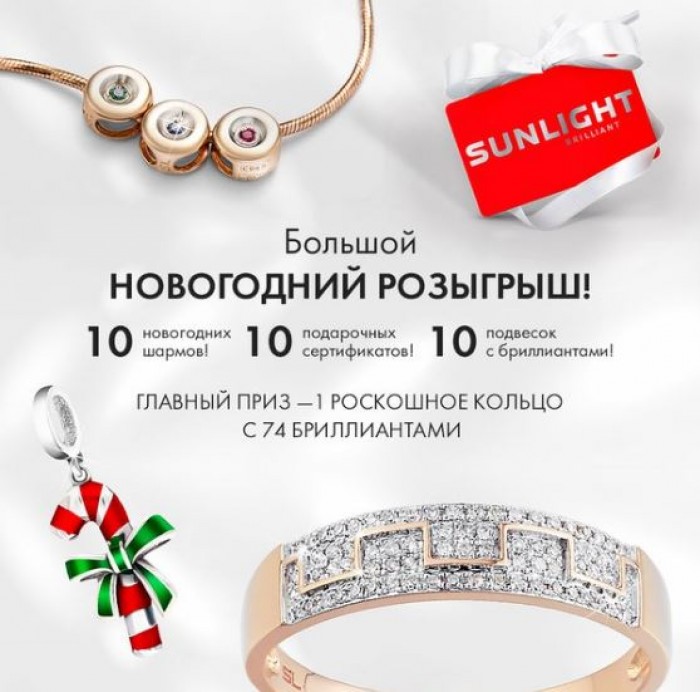 SUNLIGHT
BRILLIANT
Большой
НОВОГОДНИЙ РОЗЫГРЫШ!
10 новогодних шармов! 10 подарочных сертификатов! 10 подвесок с бриллиантами!
ГЛАВНЫЙ ПРИЗ —1 РОСКОШНОЕ КОЛЬЦО
С 74 БРИЛЛИАНТАМИ
SL